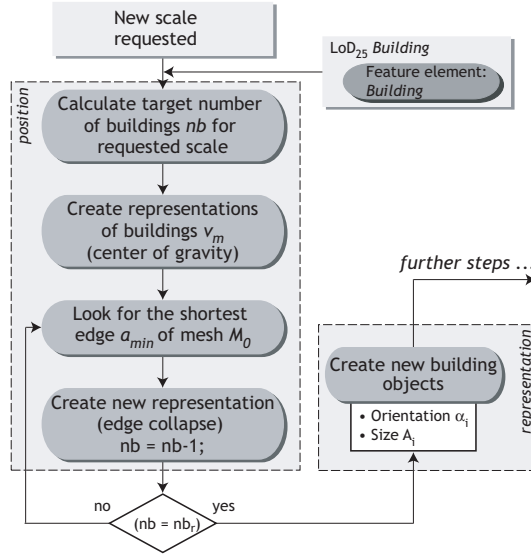 New scale
requested
LoD25 Building
Feature element:
Building
position
Calculate target number
of buildings nb for
requested scale
Create representations
of buildings vm
(center of gravity)
further steps ...
Look for the shortest
edge amin of mesh M0
representation
Create new building
objects
• Orientation αi
• Size Ai
Create new representation
(edge collapse)
nb = nb-1;
no
yes
(nb = nbr)